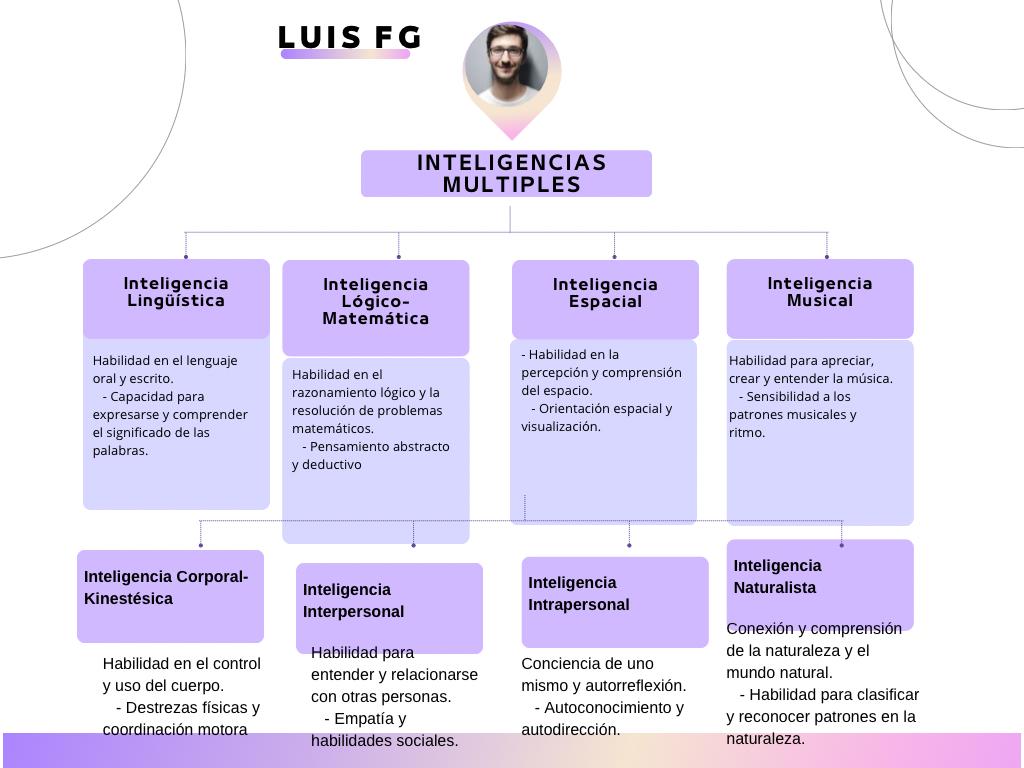 LUIS FG
INTELIGENCIAS
MULTIPLES
Inteligencia
Lingüística
Habilidad en el lenguaje
oral y escrito.
- Capacidad para
expresarse y comprender
el significado de las
palabras.
Inteligencia
Lógico-
Matemática
Habilidad en el
razonamiento lógico y la
resolución de problemas
matemáticos.
- Pensamiento abstracto
y deductivo
Inteligencia
Espacial
- Habilidad en la
percepción y comprensión
del espacio.
- Orientación espacial y
visualización.
Inteligencia
Musical
Habilidad para apreciar,
crear y entender la música.
- Sensibilidad a los
patrones musicales y
ritmo.
Inteligencia Corporal-
Kinestésica
Habilidad en el control
y uso del cuerpo.
- Destrezas físicas y
coordinación motora
Inteligencia
Interpersonal
Habilidad para
entender y relacionarse
con otras personas.
- Empatía y
habilidades sociales.
Inteligencia
Intrapersonal
Conciencia de uno
mismo y autorreflexión.
- Autoconocimiento y
autodirección.
Inteligencia
Naturalista
Conexión y comprensión
de la naturaleza y el
mundo natural.
- Habilidad para clasificar
y reconocer patrones en la
naturaleza.